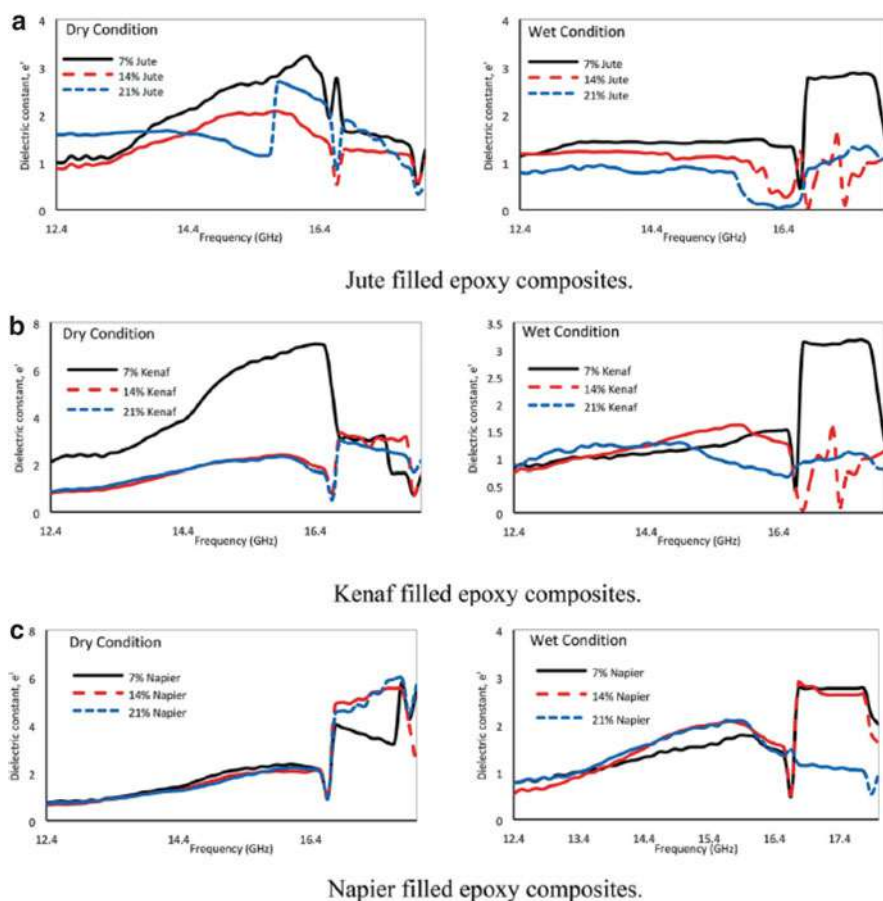 a
Dry Condition
7% Jute
14% Jute
21% Jute
Dielectric constant, e'
4
3
2
1
0
12.4 14.4 16.4
Frequency (GHz)
Wet Condition
7% Jute
14% Jute
21% Jute
Dielectric constant, e'
4
3
2
1
0
12.4 14.4 16.4
Frequency (GHz)
Jute filled epoxy composites.
b
Dry Condition
7% Kenaf
14% Kenaf
21% Kenaf
Dielectric constant, e'
8
6
4
2
0
12.4 14.4 16.4
Frequency (GHz)
Wet Condition
7% Kenaf
14% Kenaf
21% Kenaf
Dielectric constant, e'
3.5
3
2.5
2
1.5
1
0.5
0
12.4 14.4 16.4
Frequency (GHz)
Kenaf filled epoxy composites.
c
Dry Condition
7% Napier
14% Napier
21% Napier
Dielectric constant, e'
8
6
4
2
0
12.4 14.4 16.4
Frequency (GHz)
Wet Condition
7% Napier
14% Napier
21% Napier
Dielectric constant, e'
4
3
2
1
0
12.4 13.4 14.4 15.4 16.4 17.4
Frequency (GHz)
Napier filled epoxy composites.